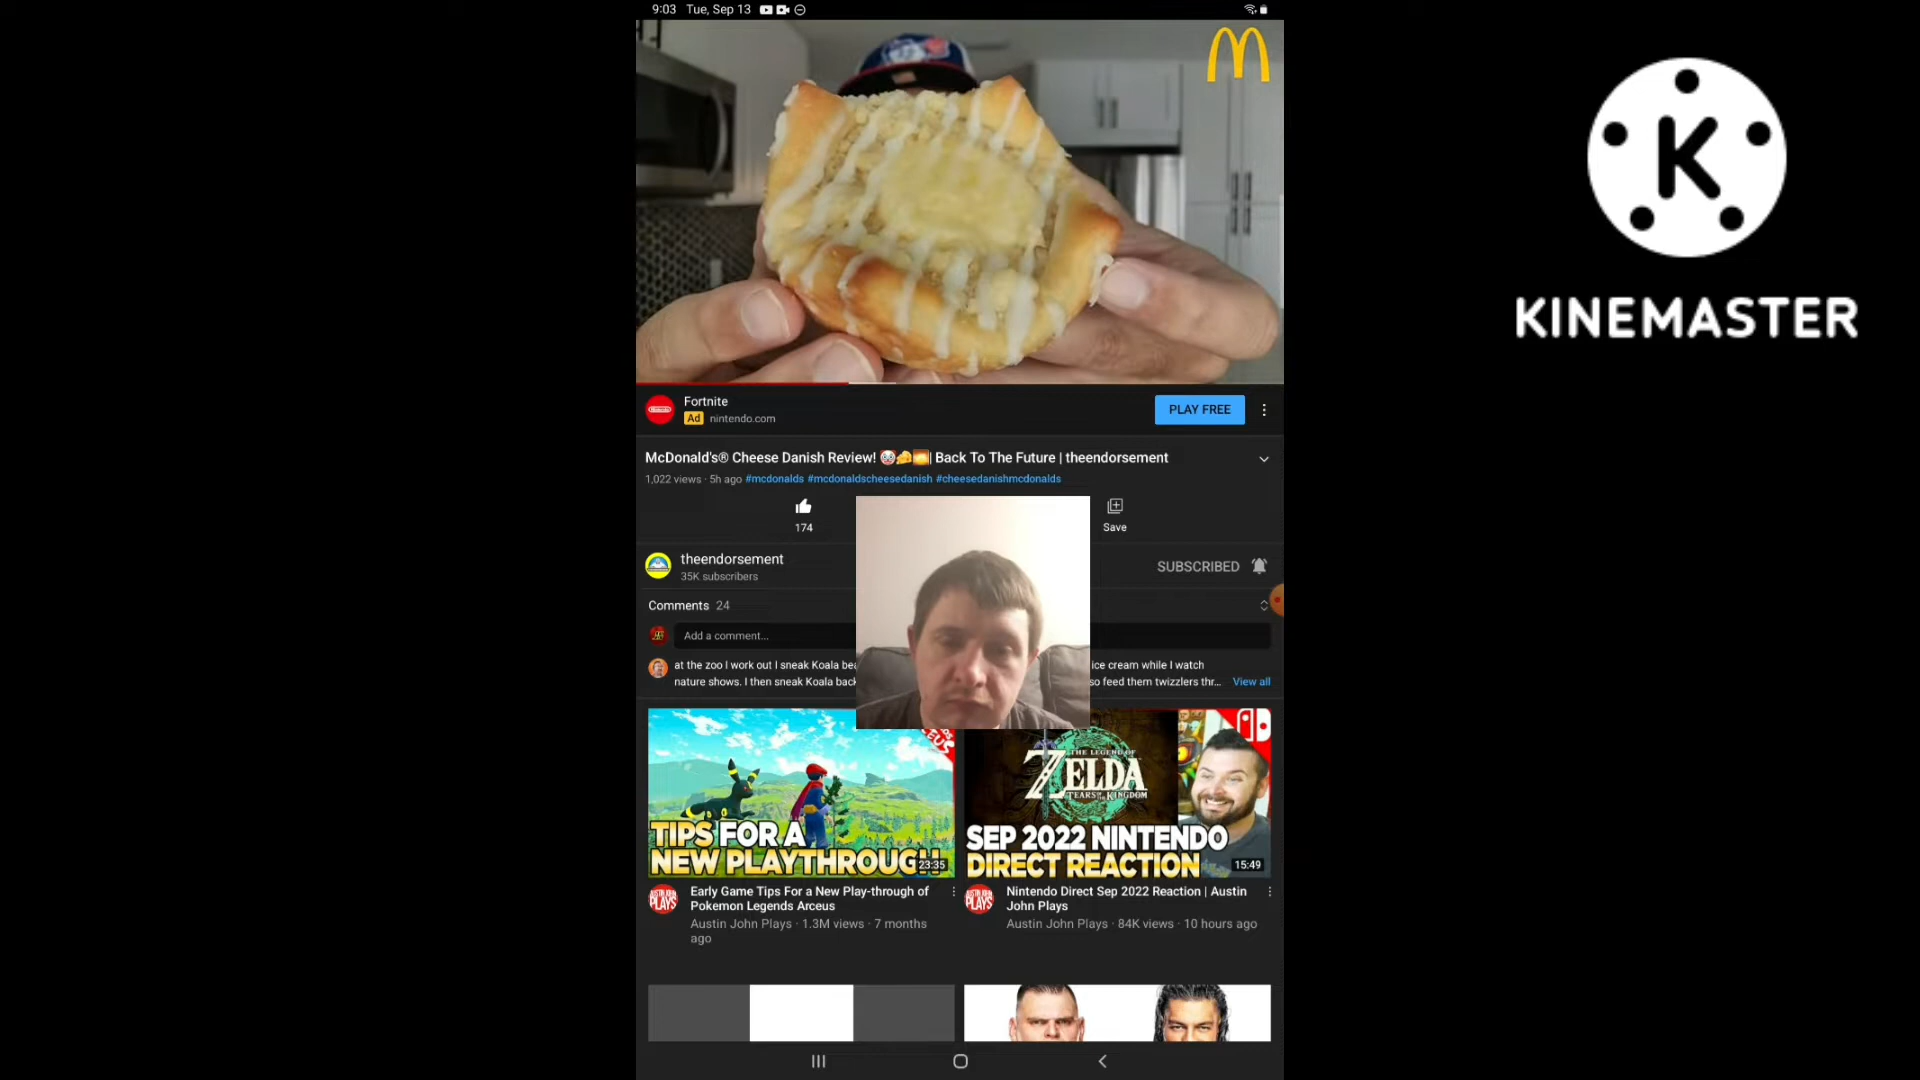 9:03 Tue, Sep 13
KINEMASTER
Fortnite
Ad nintendo.com
PLAY FREE
McDonald's® Cheese Danish Review! 🤡🧀🌅| Back To The Future | theendorsement
1,022 views · 5h ago #mcdonalds #mcdonaldscheesedanish #cheesedanishmcdonalds
174
Save
theendorsement
35K subscribers
SUBSCRIBED
Comments 24
Add a comment...
at the zoo I work out I sneak Koala
ice cream while I watch
nature shows. I then sneak Koala back
so feed them twizzlers thr...
View all
TIPS FOR A
NEW PLAYTHROUGH
23:35
THE LEGEND OF
ZELDA
TEARS OF THE KINGDOM
SEP 2022 NINTENDO
DIRECT REACTION
15:49
AUSTIN JOHN PLAYS
Early Game Tips For a New Play-through of
Pokemon Legends Arceus
Austin John Plays · 1.3M views · 7 months
ago
AUSTIN JOHN PLAYS
Nintendo Direct Sep 2022 Reaction | Austin
John Plays
Austin John Plays · 84K views · 10 hours ago